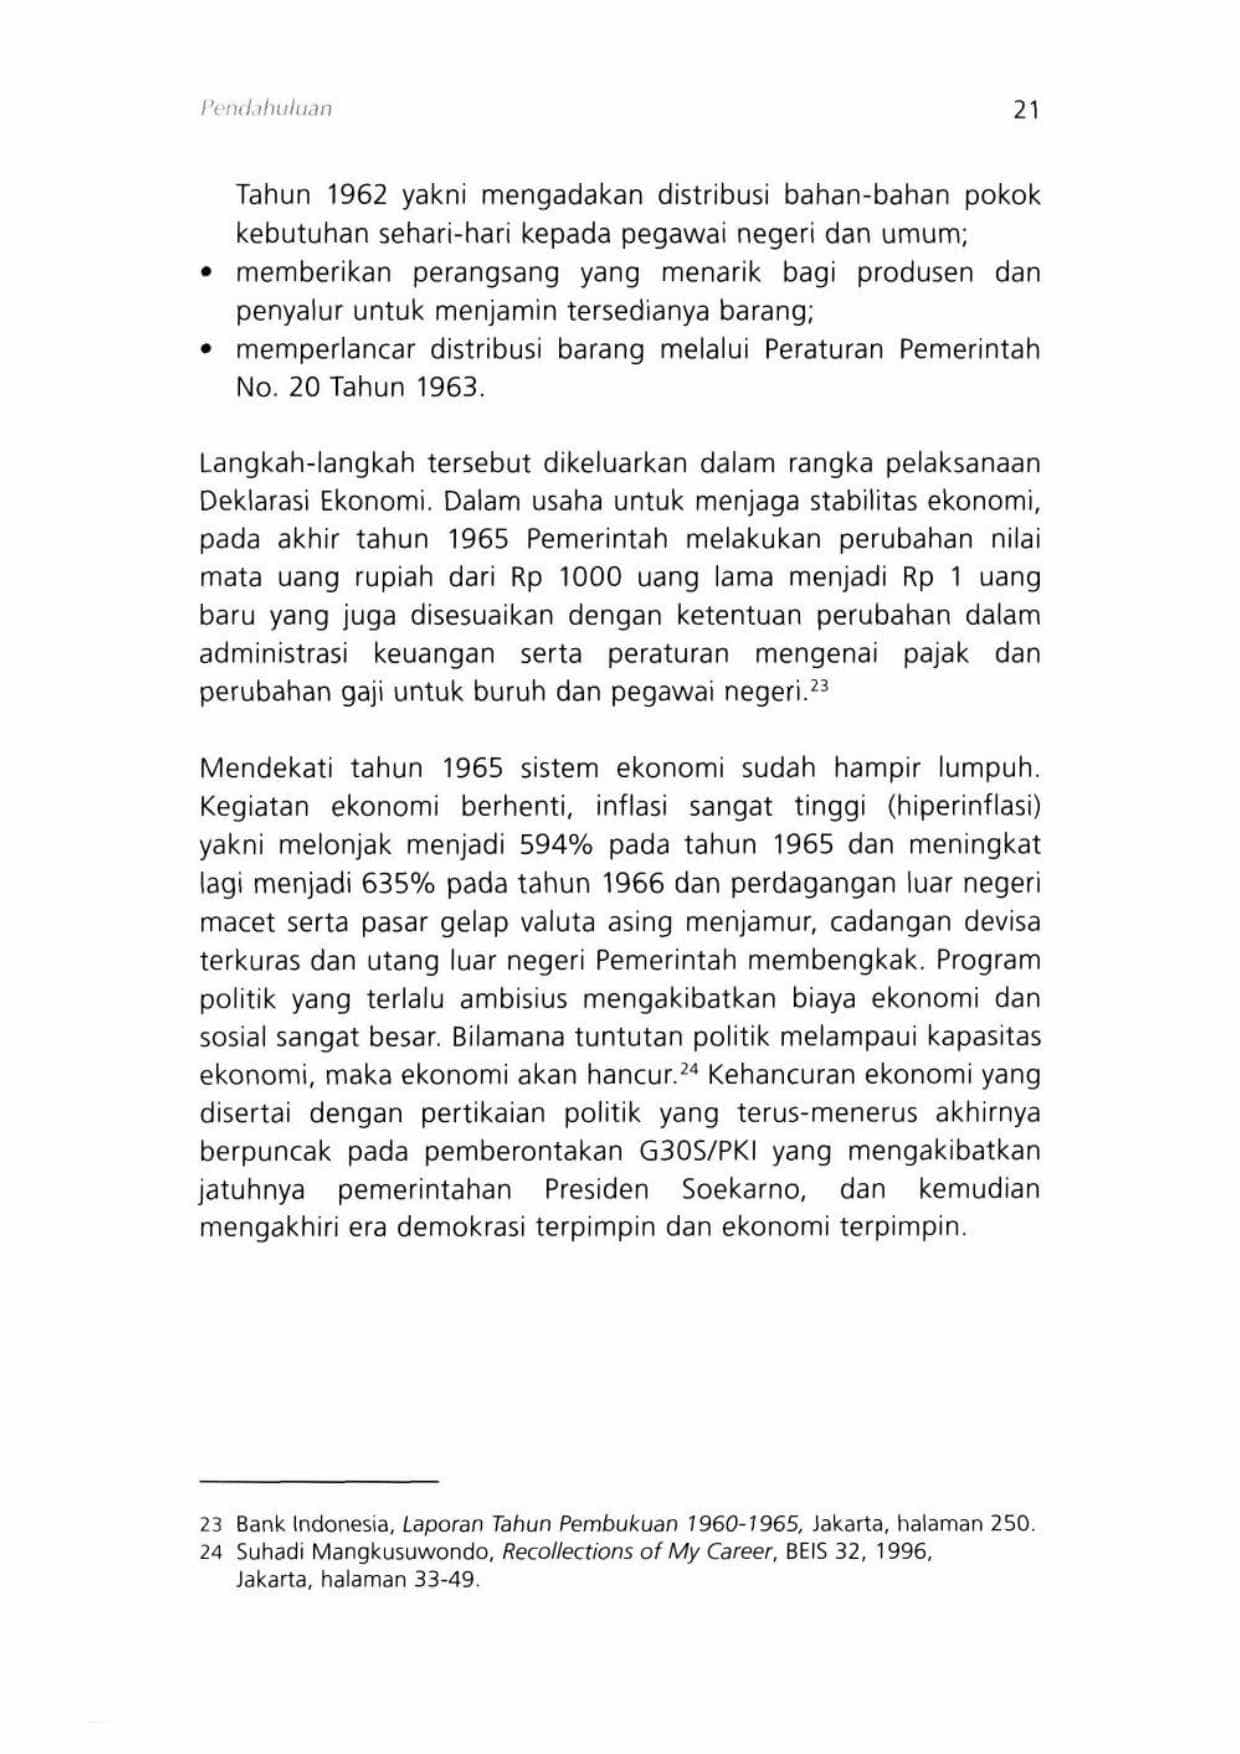 Pendahuluan 21
Tahun 1962 yakni mengadakan distribusi bahan-bahan pokok
kebutuhan sehari-hari kepada pegawai negeri dan umum;
• memberikan perangsang yang menarik bagi produsen dan
penyalur untuk menjamin tersedianya barang;
• memperlancar distribusi barang melalui Peraturan Pemerintah
No. 20 Tahun 1963.
Langkah-langkah tersebut dikeluarkan dalam rangka pelaksanaan
Deklarasi Ekonomi. Dalam usaha untuk menjaga stabilitas ekonomi,
pada akhir tahun 1965 Pemerintah melakukan perubahan nilai
mata uang rupiah dari Rp 1000 uang lama menjadi Rp 1 uang
baru yang juga disesuaikan dengan ketentuan perubahan dalam
administrasi keuangan serta peraturan mengenai pajak dan
perubahan gaji untuk buruh dan pegawai negeri.²³
Mendekati tahun 1965 sistem ekonomi sudah hampir lumpuh.
Kegiatan ekonomi berhenti, inflasi sangat tinggi (hiperinflasi)
yakni melonjak menjadi 594% pada tahun 1965 dan meningkat
lagi menjadi 635% pada tahun 1966 dan perdagangan luar negeri
macet serta pasar gelap valuta asing menjamur, cadangan devisa
terkuras dan utang luar negeri Pemerintah membengkak. Program
politik yang terlalu ambisius mengakibatkan biaya ekonomi dan
sosial sangat besar. Bilamana tuntutan politik melampaui kapasitas
ekonomi, maka ekonomi akan hancur.²⁴ Kehancuran ekonomi yang
disertai dengan pertikaian politik yang terus-menerus akhirnya
berpuncak pada pemberontakan G30S/PKI yang mengakibatkan
jatuhnya pemerintahan Presiden Soekarno, dan kemudian
mengakhiri era demokrasi terpimpin dan ekonomi terpimpin.
23 Bank Indonesia, Laporan Tahun Pembukuan 1960-1965, Jakarta, halaman 250.
24 Suhadi Mangkusuwondo, Recollections of My Career, BEIS 32, 1996,
Jakarta, halaman 33-49.